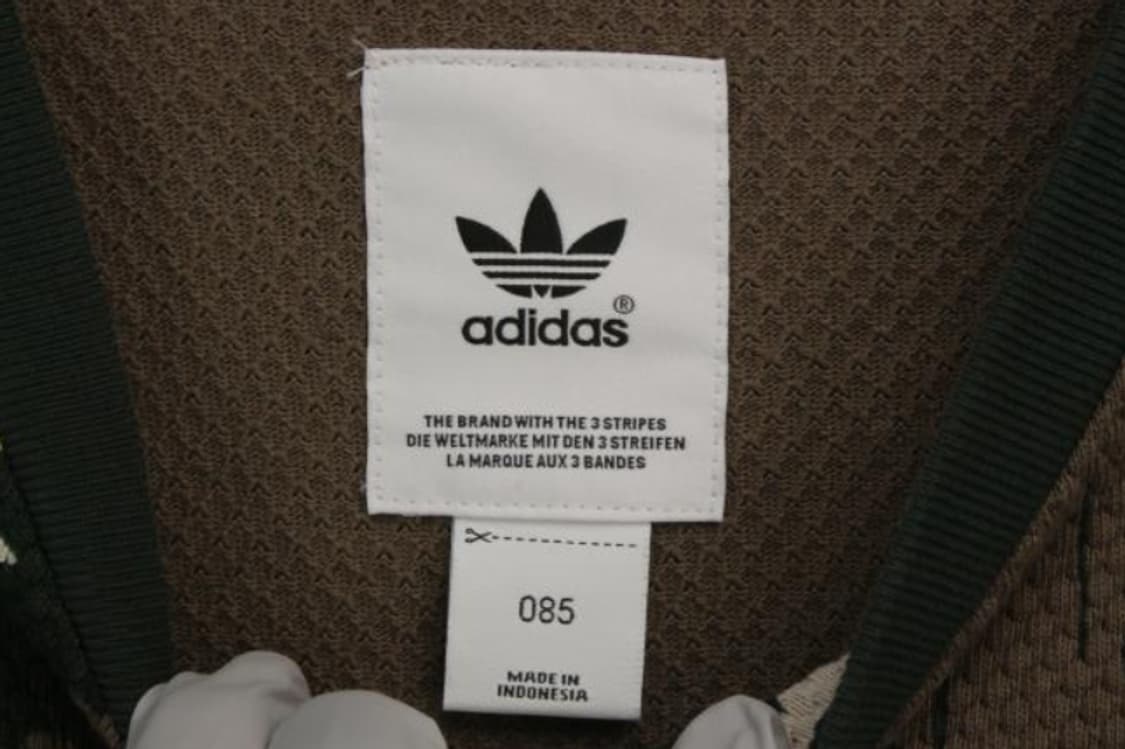 adidas®
THE BRAND WITH THE 3 STRIPES
DIE WELTMARKE MIT DEN 3 STREIFEN
LA MARQUE AUX 3 BANDES
085
MADE IN
INDONESIA